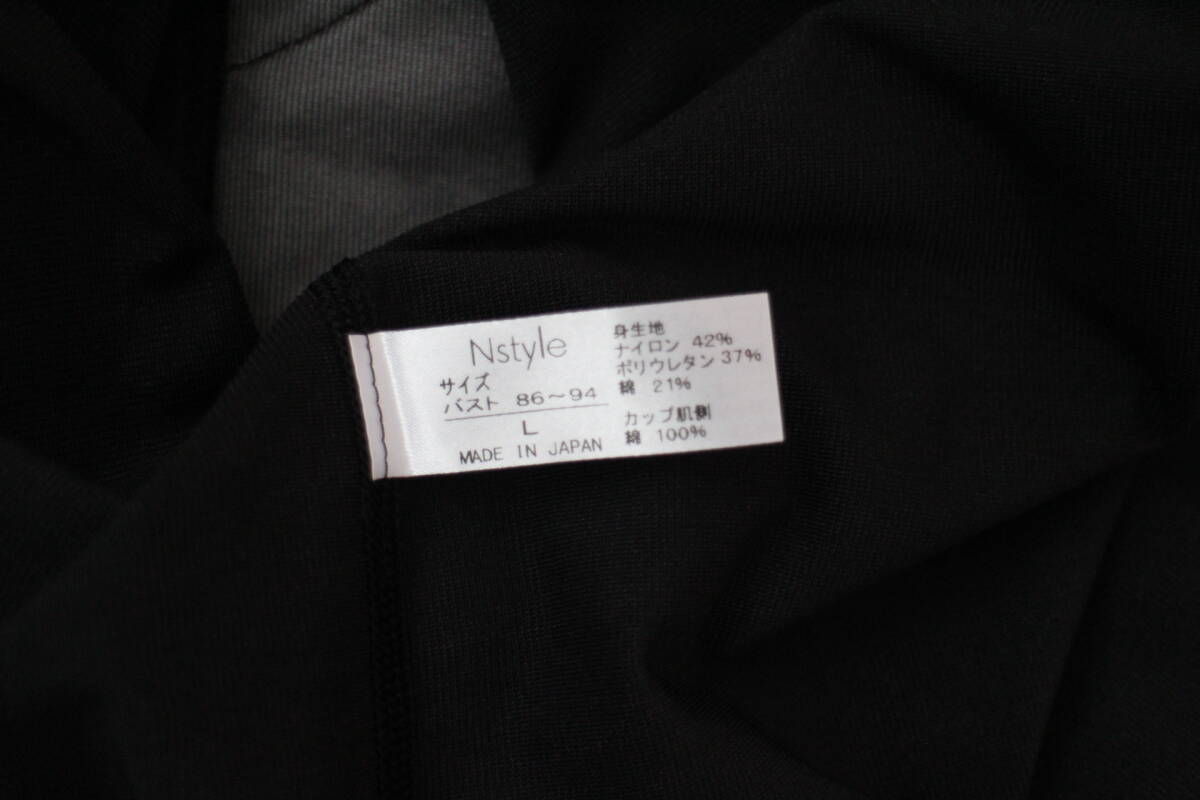 Nstyle
サイズ
バスト 86～94
L
MADE IN JAPAN
身生地
ナイロン 42%
ポリウレタン 37%
綿 21%
カップ肌側
綿 100%